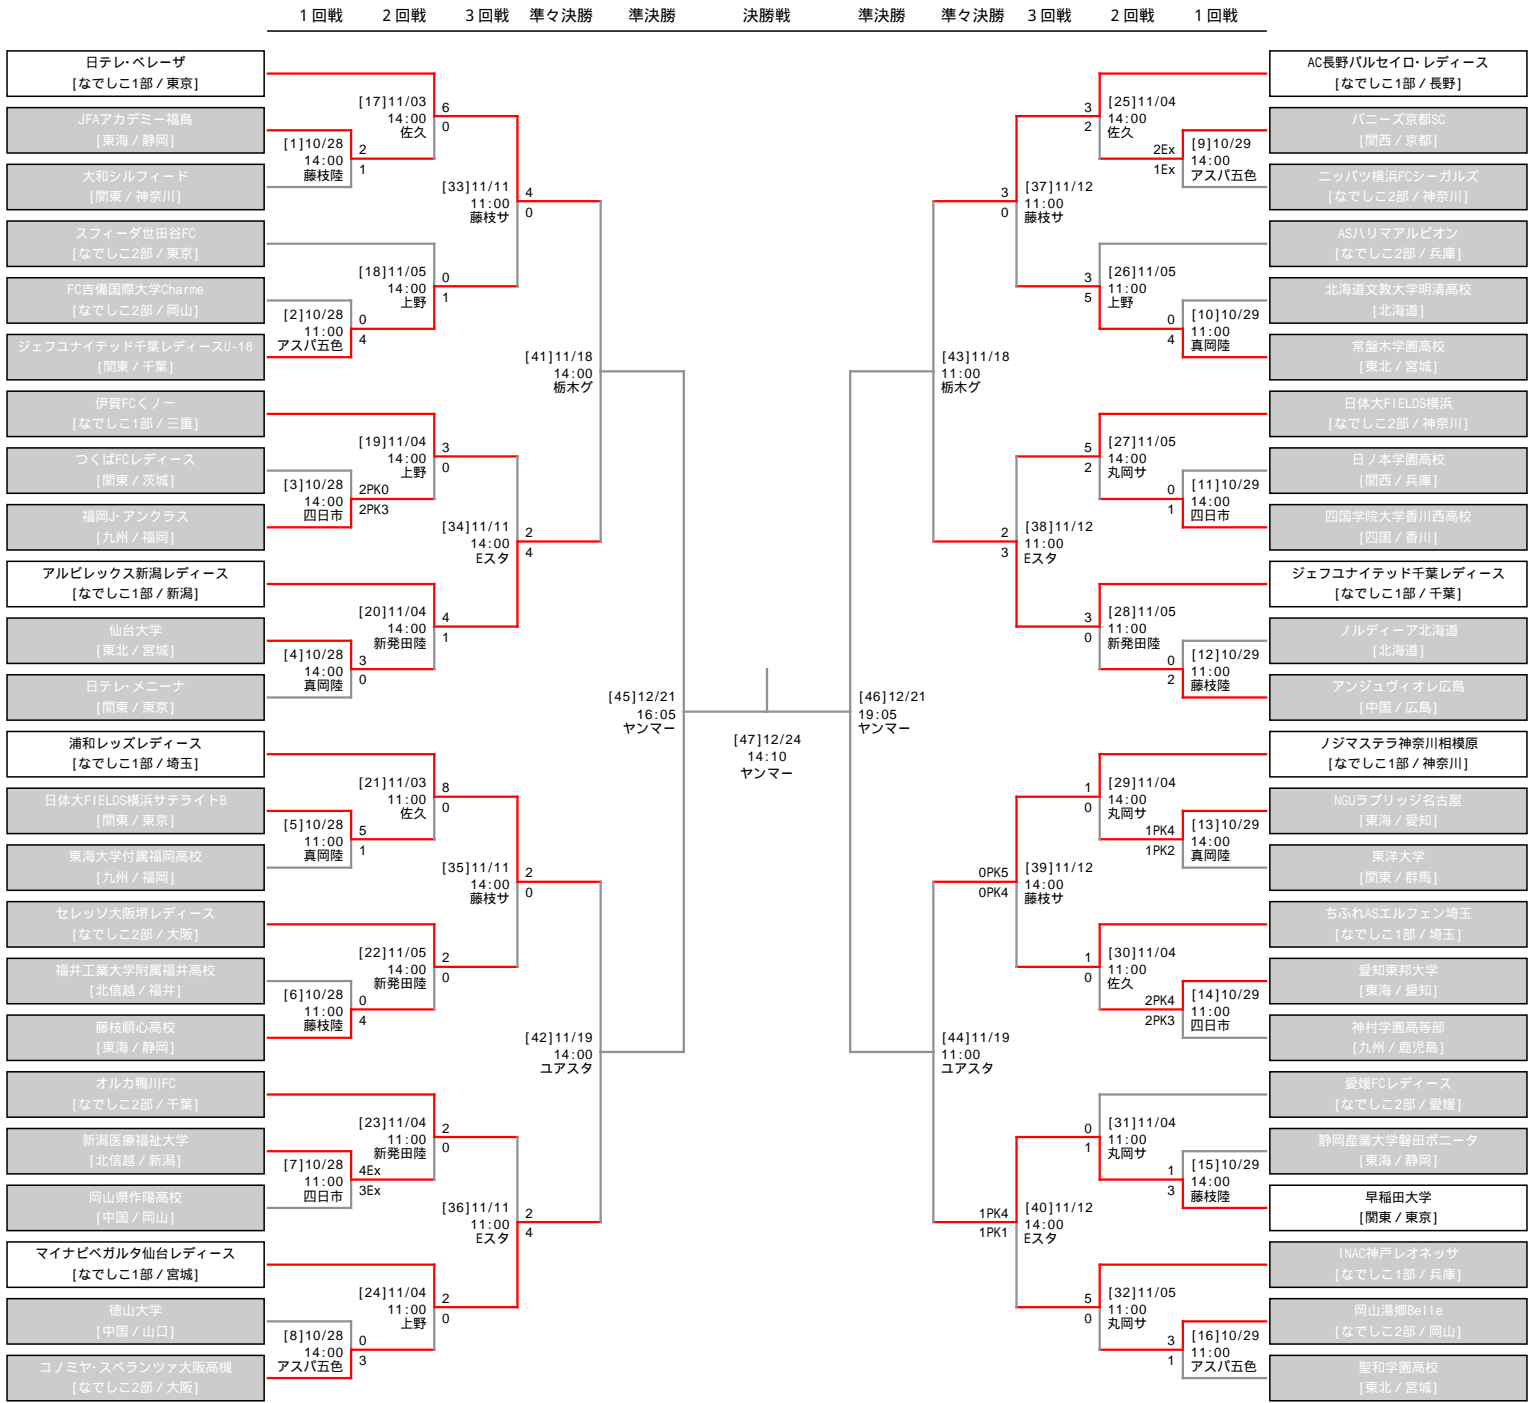 1回戦 2回戦 3回戦 準々決勝 準決勝 決勝戦 準決勝 準々決勝 3回戦 2回戦 1回戦
日テレ・ベレーザ
[なでしこ1部 / 東京]
JFAアカデミー福島
[東海 / 静岡]
大和シルフィード
[関東 / 神奈川]
スフィーダ世田谷FC
[なでしこ2部 / 東京]
FC吉備国際大学Charme
[なでしこ2部 / 岡山]
ジェフユナイテッド千葉レディースU-18
[関東 / 千葉]
伊賀FCくノ一
[なでしこ1部 / 三重]
つくばFCレディース
[関東 / 茨城]
福岡J・アンクラス
[九州 / 福岡]
アルビレックス新潟レディース
[なでしこ1部 / 新潟]
仙台大学
[東北 / 宮城]
日テレ・メニーナ
[関東 / 東京]
浦和レッズレディース
[なでしこ1部 / 埼玉]
日体大FIELDS横浜サテライトB
[関東 / 東京]
東海大学付属福岡高校
[九州 / 福岡]
セレッソ大阪堺レディース
[なでしこ2部 / 大阪]
福井工業大学附属福井高校
[北信越 / 福井]
藤枝順心高校
[東海 / 静岡]
オルカ鴨川FC
[なでしこ2部 / 千葉]
新潟医療福祉大学
[北信越 / 新潟]
岡山県作陽高校
[中国 / 岡山]
マイナビベガルタ仙台レディース
[なでしこ1部 / 宮城]
徳山大学
[中国 / 山口]
コノミヤ・スペランツァ大阪高槻
[なでしこ2部 / 大阪]
[1]10/28
14:00
藤枝陸
2
1
[2]10/28
11:00
アスパ五色
0
4
[3]10/28
14:00
四日市
2PK0
2PK3
[4]10/28
14:00
真岡陸
3
0
[5]10/28
11:00
真岡陸
5
1
[6]10/28
11:00
藤枝陸
0
4
[7]10/28
11:00
四日市
4Ex
3Ex
[8]10/28
14:00
アスパ五色
0
3
[17]11/03
14:00
佐久
6
0
[18]11/05
14:00
上野
0
1
[19]11/04
14:00
上野
3
0
[20]11/04
14:00
新発田陸
4
1
[21]11/03
11:00
佐久
8
0
[22]11/05
14:00
新発田陸
2
0
[23]11/04
11:00
新発田陸
2
0
[24]11/04
11:00
上野
2
0
[33]11/11
11:00
藤枝サ
4
0
[34]11/11
14:00
Eスタ
2
4
[35]11/11
14:00
藤枝サ
2
0
[36]11/11
11:00
Eスタ
2
4
[41]11/18
14:00
栃木グ
[42]11/19
14:00
ユアスタ
[45]12/21
16:05
ヤンマー
[47]12/24
14:10
ヤンマー
[46]12/21
19:05
ヤンマー
[43]11/18
11:00
栃木グ
[44]11/19
11:00
ユアスタ
3
0
[37]11/12
11:00
藤枝サ
2
3
[38]11/12
11:00
Eスタ
0PK5
0PK4
[39]11/12
14:00
藤枝サ
1PK4
1PK1
[40]11/12
14:00
Eスタ
3
2
[25]11/04
14:00
佐久
3
5
[26]11/05
11:00
上野
5
2
[27]11/05
14:00
丸岡サ
3
0
[28]11/05
11:00
新発田陸
1
0
[29]11/04
14:00
丸岡サ
1
0
[30]11/04
11:00
佐久
0
1
[31]11/04
11:00
丸岡サ
5
0
[32]11/05
11:00
丸岡サ
2Ex
1Ex
[9]10/29
14:00
アスパ五色
0
4
[10]10/29
11:00
真岡陸
0
1
[11]10/29
14:00
四日市
0
2
[12]10/29
11:00
藤枝陸
1PK4
1PK2
[13]10/29
14:00
真岡陸
2PK4
2PK3
[14]10/29
11:00
四日市
1
3
[15]10/29
14:00
藤枝陸
3
1
[16]10/29
11:00
アスパ五色
AC長野パルセイロ・レディース
[なでしこ1部 / 長野]
バニーズ京都SC
[関西 / 京都]
ニッパツ横浜FCシーガルズ
[なでしこ2部 / 神奈川]
ASハリマアルビオン
[なでしこ2部 / 兵庫]
北海道文教大学明清高校
[北海道]
常盤木学園高校
[東北 / 宮城]
日体大FIELDS横浜
[なでしこ2部 / 神奈川]
日ノ本学園高校
[関西 / 兵庫]
四国学院大学香川西高校
[四国 / 香川]
ジェフユナイテッド千葉レディース
[なでしこ1部 / 千葉]
ノルディーア北海道
[北海道]
アンジュヴィオレ広島
[中国 / 広島]
ノジマステラ神奈川相模原
[なでしこ1部 / 神奈川]
NGUラブリッジ名古屋
[東海 / 愛知]
東洋大学
[関東 / 群馬]
ちふれASエルフェン埼玉
[なでしこ1部 / 埼玉]
愛知東邦大学
[東海 / 愛知]
神村学園高等部
[九州 / 鹿児島]
愛媛FCレディース
[なでしこ2部 / 愛媛]
静岡産業大学磐田ボニータ
[東海 / 静岡]
早稲田大学
[関東 / 東京]
INAC神戸レオネッサ
[なでしこ1部 / 兵庫]
岡山湯郷Belle
[なでしこ2部 / 岡山]
聖和学園高校
[東北 / 宮城]